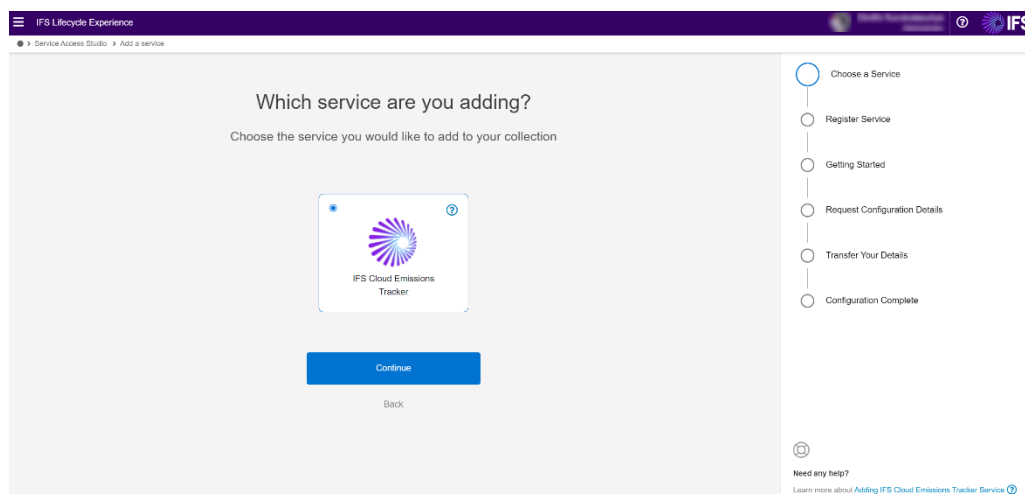 IFS Lifecycle Experience
IFS
Service Access Studio > Add a service
Which service are you adding?
Choose the service you would like to add to your collection
IFS Cloud Emissions
Tracker
Continue
Back
Choose a Service
Register Service
Getting Started
Request Configuration Details
Transfer Your Details
Configuration Complete
Need any help?
Learn more about Adding IFS Cloud Emissions Tracker Service